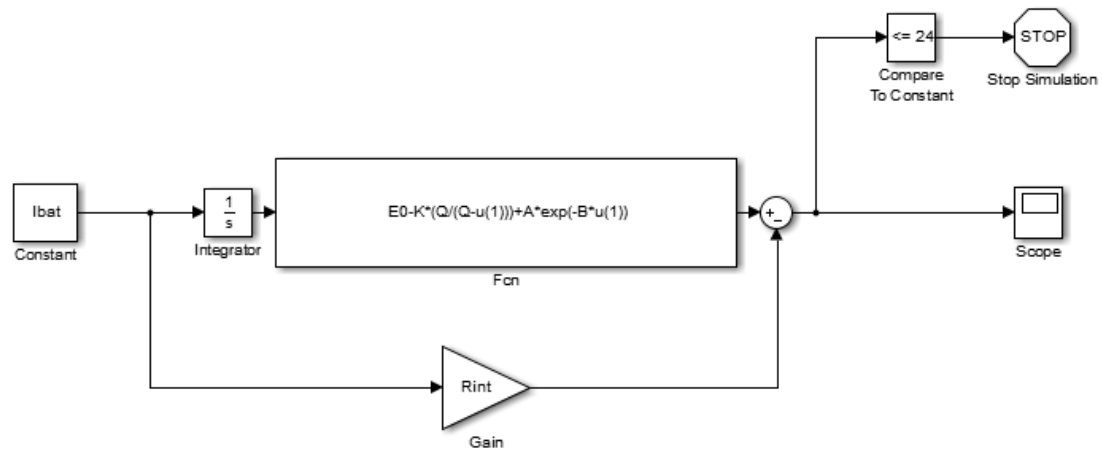 <= 24
STOP
Compare
To Constant
Stop Simulation
Ibat
Constant
1
s
Integrator
E0-K*(Q/(Q-u(1)))+A*exp(-B*u(1))
Fcn
+
-
Scope
Rint
Gain